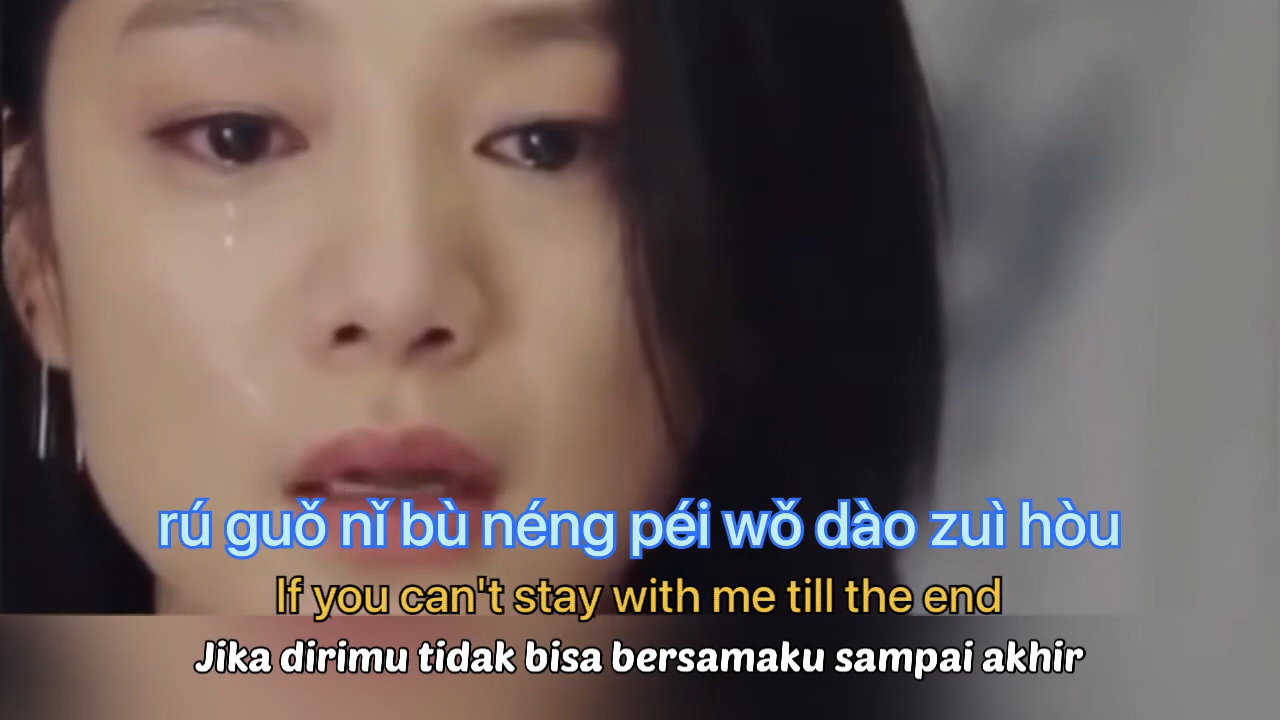 rú guǒ nǐ bù néng péi wǒ dào zuì hòu
If you can't stay with me till the end
Jika dirimu tidak bisa bersamaku sampai akhir